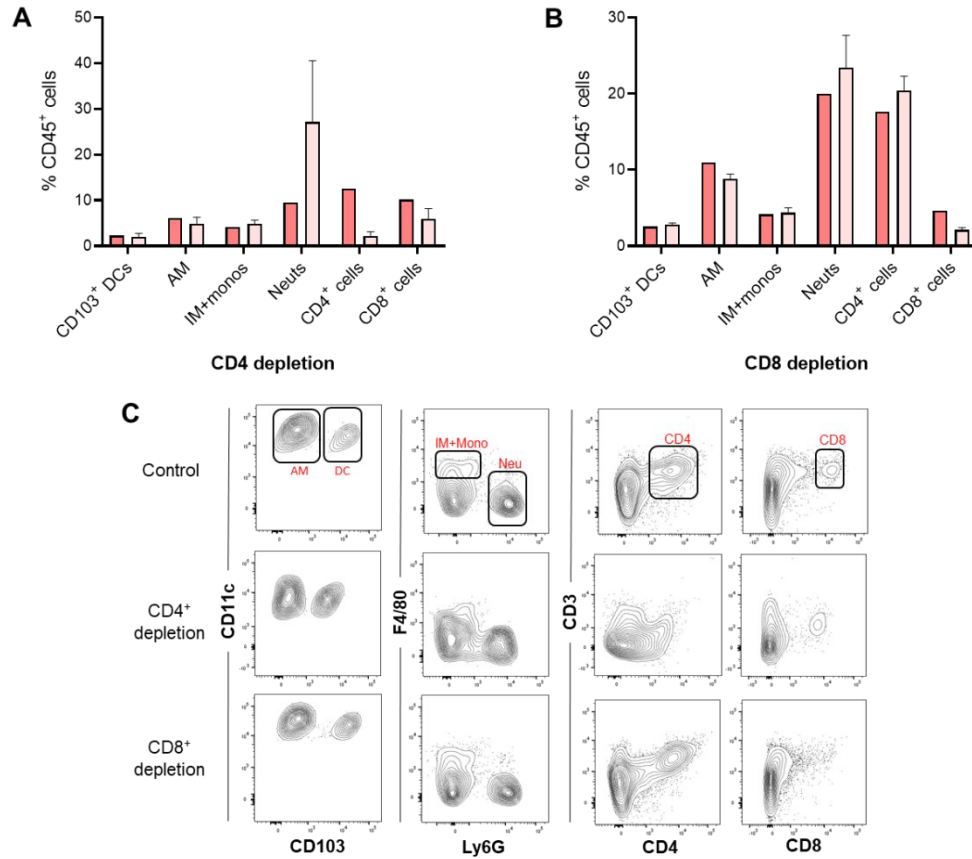 A
% CD45⁺ cells
50
40
30
20
10
0
CD103⁺ DCs
AM
IM+monos
Neuts
CD4⁺ cells
CD8⁺ cells
CD4 depletion
B
% CD45⁺ cells
30
20
10
0
CD103⁺ DCs
AM
IM+monos
Neuts
CD4⁺ cells
CD8⁺ cells
CD8 depletion
C
Control
AM
DC
IM+Mono
Neu
CD4
CD8
CD4⁺
depletion
CD8⁺
depletion
CD11c
F4/80
CD3
CD103
Ly6G
CD4
CD8